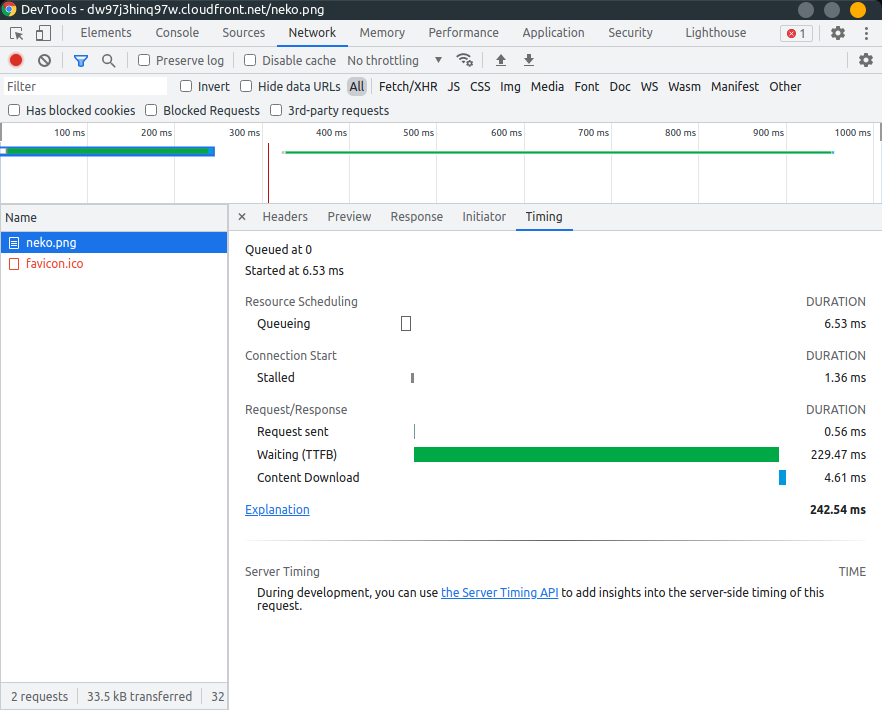 DevTools - dw97j3hinq97w.cloudfront.net/neko.png
Elements Console Sources Network Memory Performance Application Security Lighthouse 1
Preserve log Disable cache No throttling
Filter Invert Hide data URLs All Fetch/XHR JS CSS Img Media Font Doc WS Wasm Manifest Other
Has blocked cookies Blocked Requests 3rd-party requests
100 ms 200 ms 300 ms 400 ms 500 ms 600 ms 700 ms 800 ms 900 ms 1000 ms
Name
neko.png
favicon.ico
× Headers Preview Response Initiator Timing
Queued at 0
Started at 6.53 ms
Resource Scheduling DURATION
Queueing 6.53 ms
Connection Start DURATION
Stalled 1.36 ms
Request/Response DURATION
Request sent 0.56 ms
Waiting (TTFB) 229.47 ms
Content Download 4.61 ms
Explanation 242.54 ms
Server Timing TIME
During development, you can use the Server Timing API to add insights into the server-side timing of this
request.
2 requests 33.5 kB transferred 32